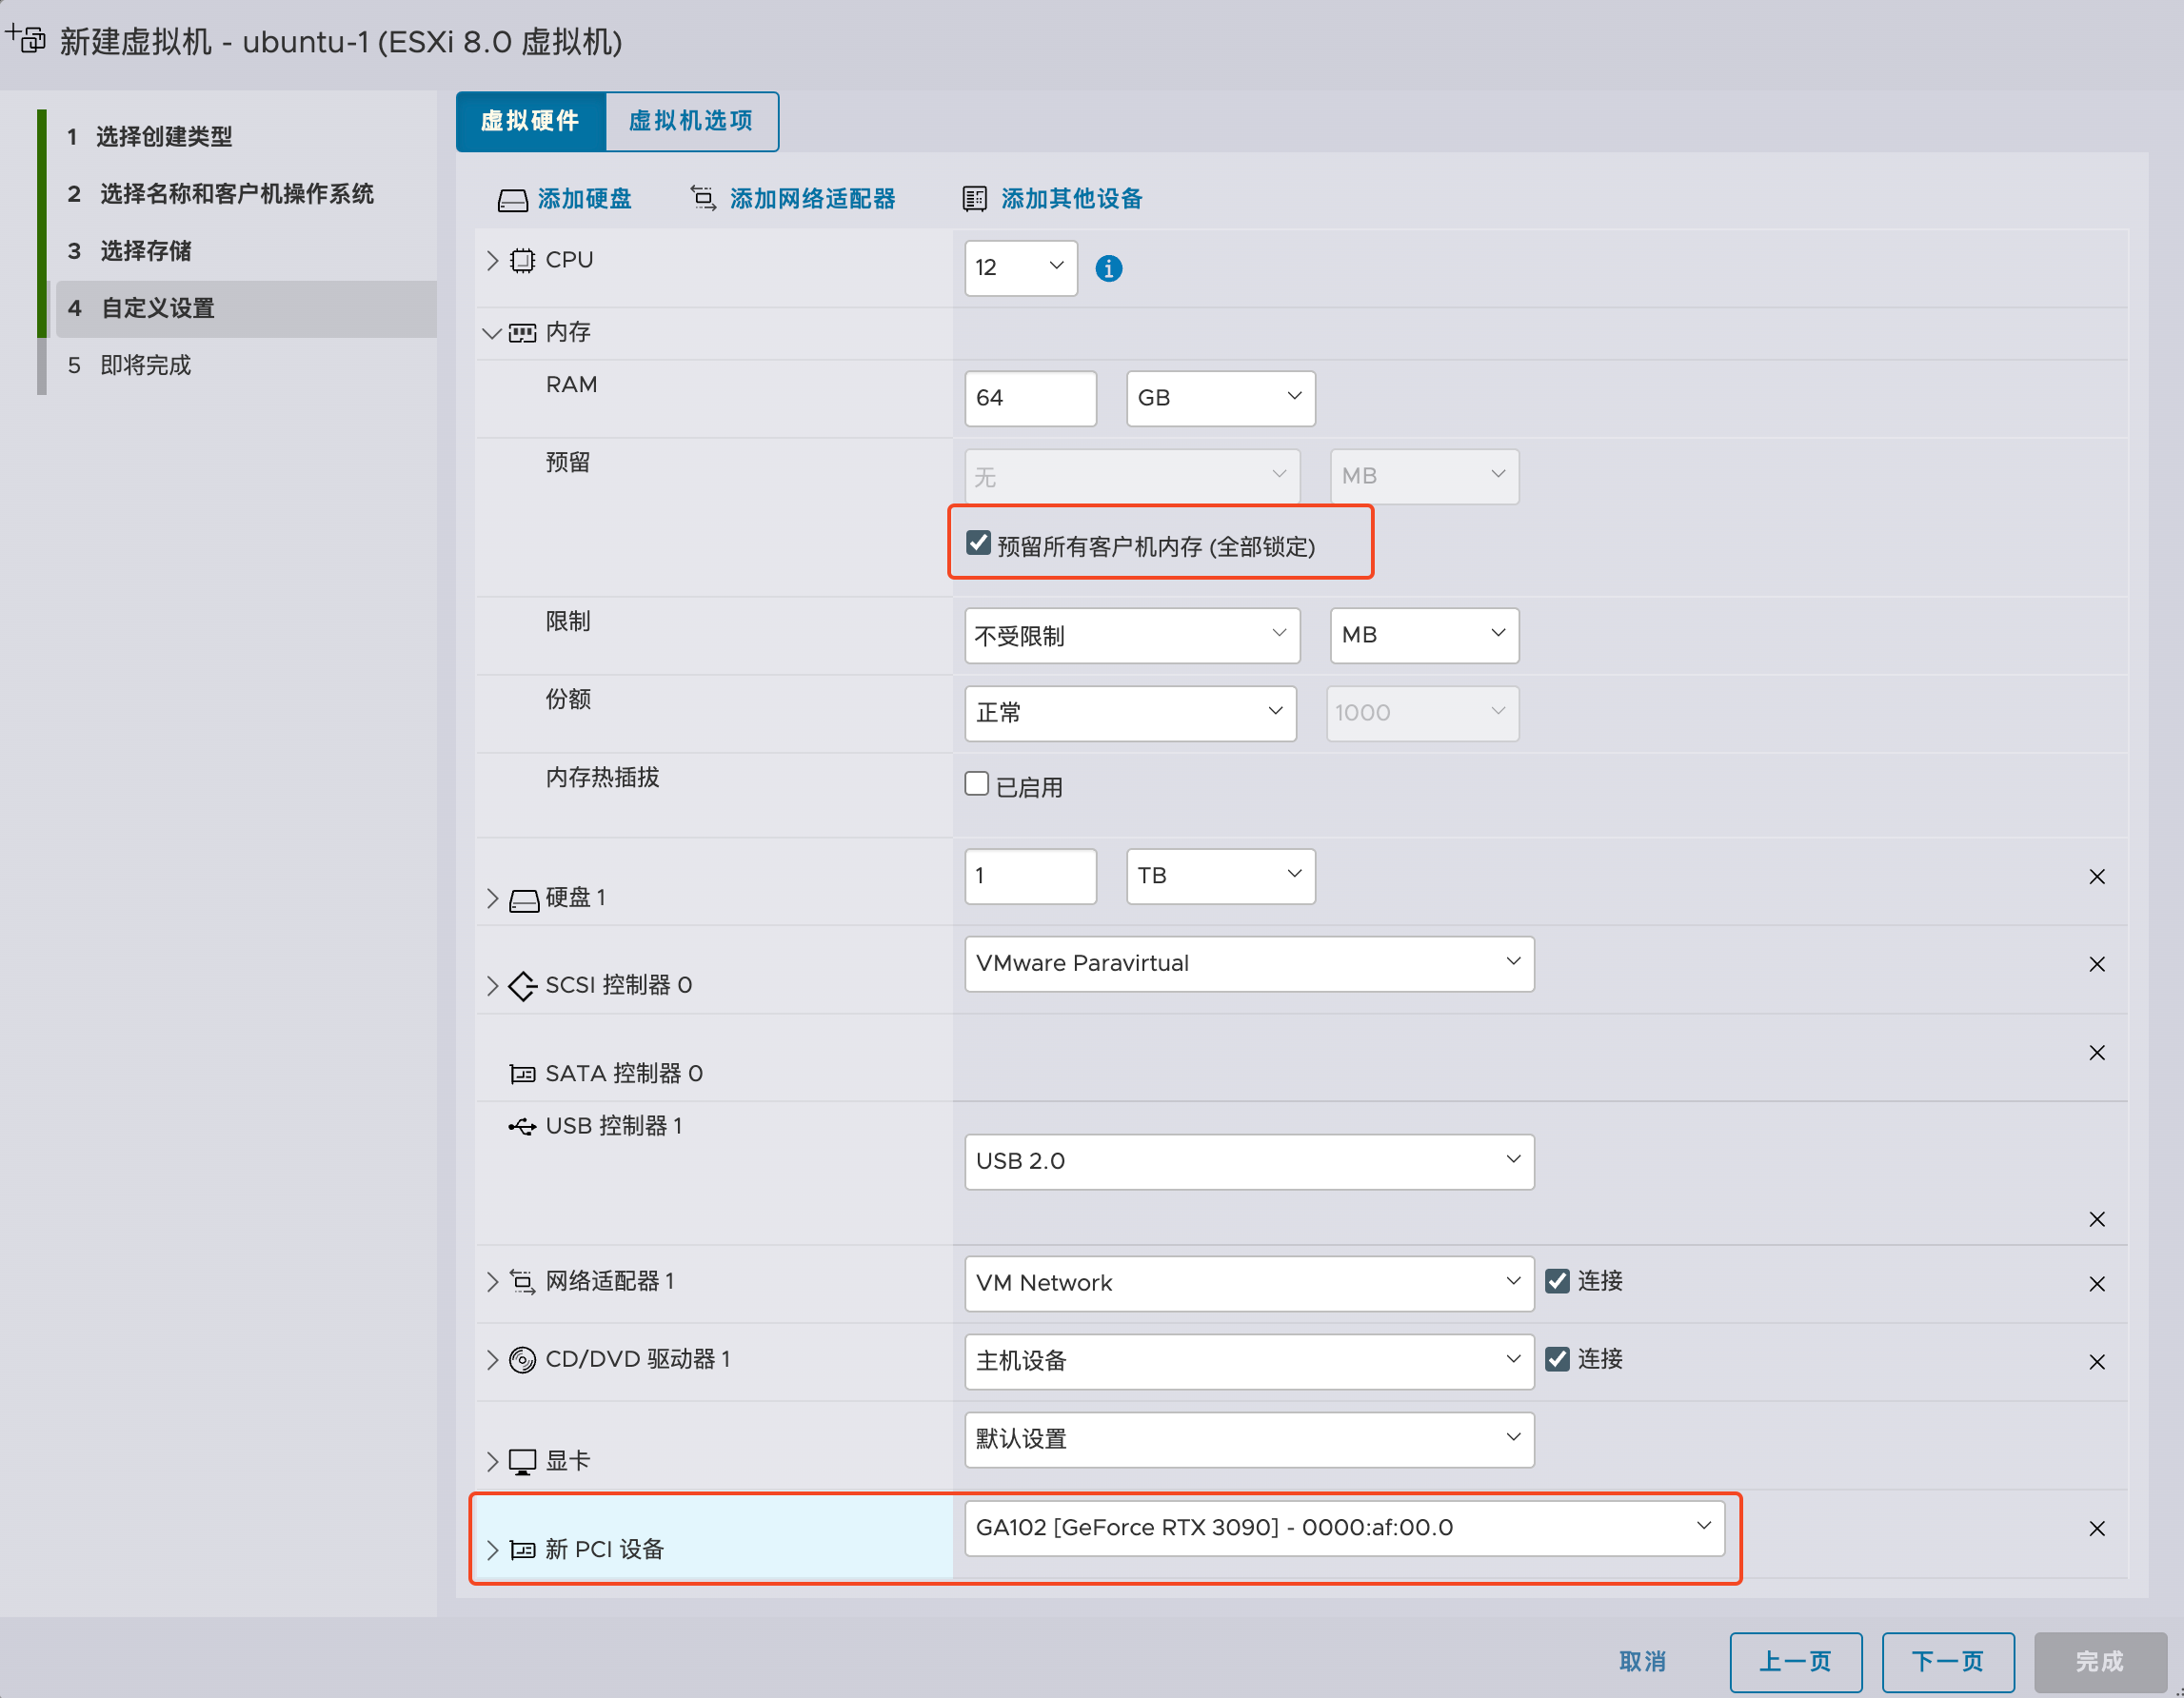 新建虚拟机 - ubuntu-1 (ESXi 8.0 虚拟机)
1 选择创建类型
2 选择名称和客户机操作系统
3 选择存储
4 自定义设置
5 即将完成
虚拟硬件 虚拟机选项
添加硬盘 添加网络适配器 添加其他设备
CPU 12
内存
RAM 64 GB
预留 无 MB
预留所有客户机内存 (全部锁定)
限制 不受限制 MB
份额 正常 1000
内存热插拔 已启用
硬盘 1 1 TB
SCSI 控制器 0 VMware Paravirtual
SATA 控制器 0
USB 控制器 1 USB 2.0
网络适配器 1 VM Network 连接
CD/DVD 驱动器 1 主机设备 连接
显卡 默认设置
新 PCI 设备 GA102 [GeForce RTX 3090] - 0000:af:00.0
取消 上一页 下一页 完成